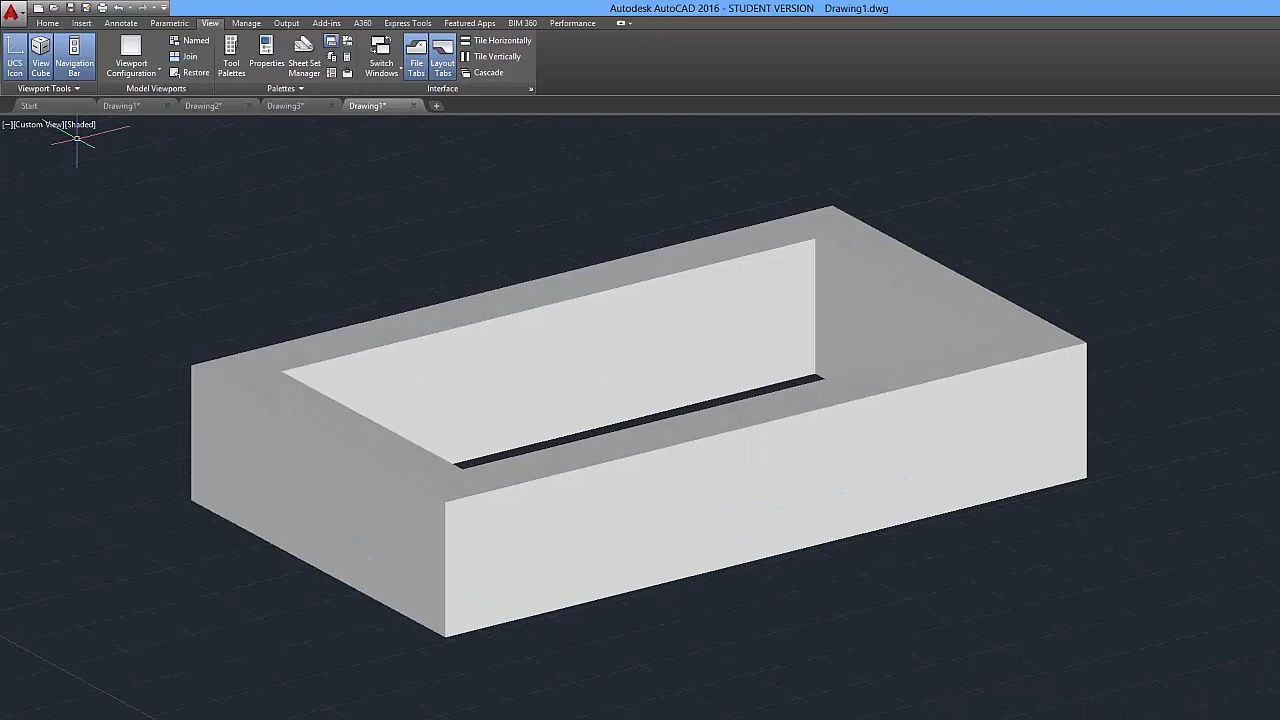 Autodesk AutoCAD 2016 - STUDENT VERSION Drawing1.dwg
Home Insert Annotate Parametric View Manage Output Add-ins A360 Express Tools Featured Apps BIM 360 Performance
UCS Icon
View Cube
Navigation Bar
Viewport Tools
Viewport Configuration
Named
Join
Restore
Model Viewports
Tool Palettes
Properties
Sheet Set Manager
Palettes
Switch Windows
File Tabs
Layout Tabs
Tile Horizontally
Tile Vertically
Cascade
Interface
Start Drawing1* Drawing2* Drawing3* Drawing1*
[−][Custom View][Shaded]